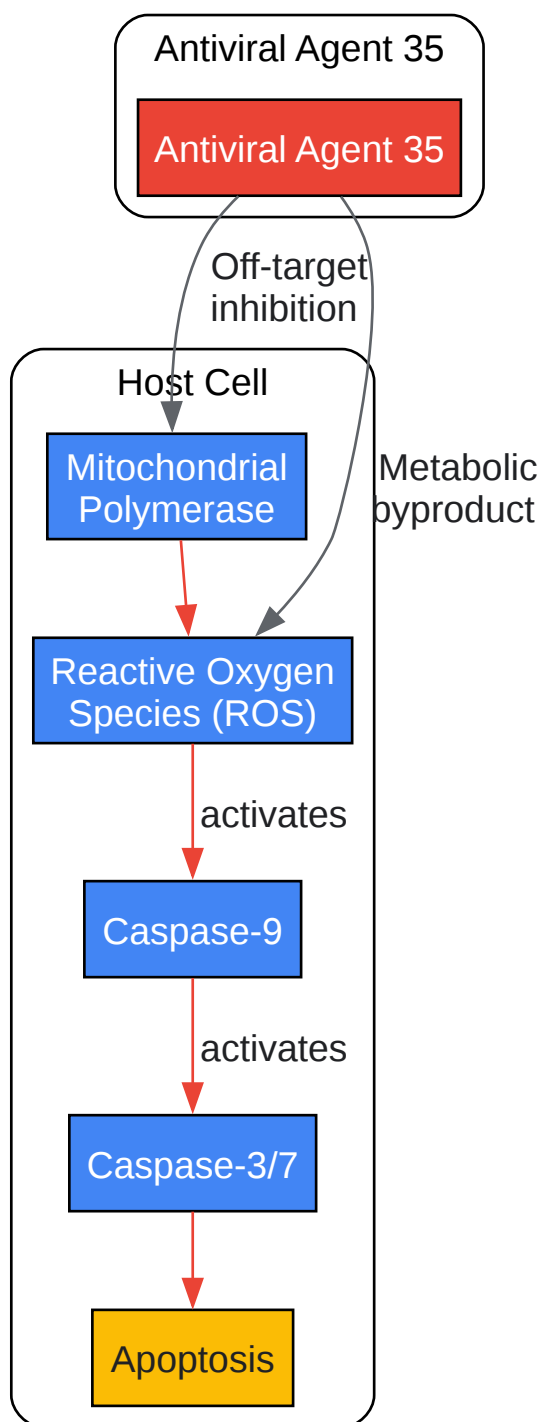 Antiviral Agent 35
Antiviral Agent 35
Off-target
inhibition
Host Cell
Mitochondrial
Polymerase
Metabolic
byproduct
Reactive Oxygen
Species (ROS)
activates
Caspase-9
activates
Caspase-3/7
Apoptosis